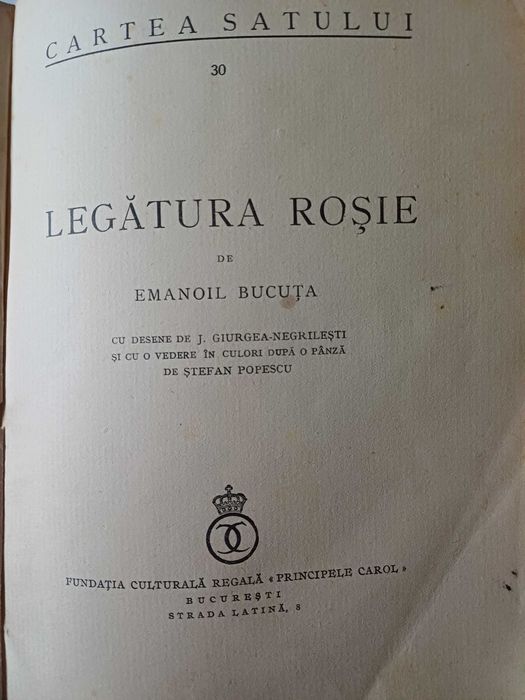 CARTEA SATULUI
30
LEGĂTURA ROȘIE
DE
EMANOIL BUCUȚA
CU DESENE DE J. GIURGEA-NEGRILEȘTI
ȘI CU O VEDERE ÎN CULORI DUPĂ O PÂNZĂ
DE ȘTEFAN POPESCU
FUNDAȚIA CULTURALĂ REGALĂ «PRINCIPELE CAROL»
BUCUREȘTI
STRADA LATINĂ, 8